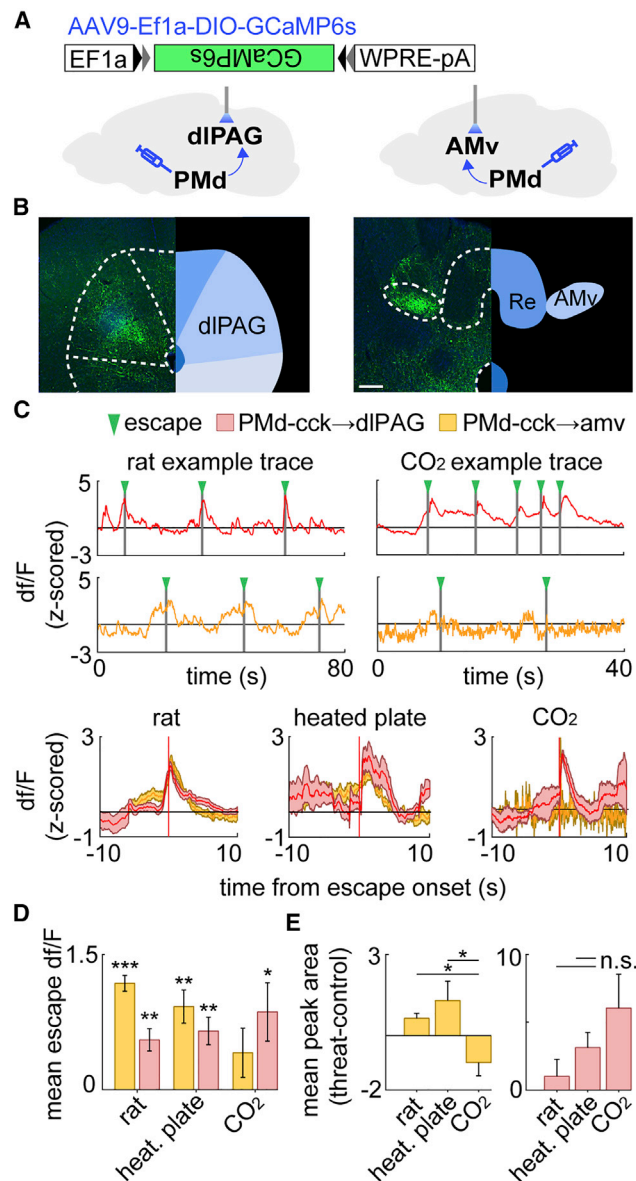 A
AAV9-Ef1a-DIO-GCaMP6s
EF1a GCaMP6s WPRE-pA
dlPAG
PMd
AMv
PMd
B
dlPAG
Re AMv
C
escape PMd-cck→dlPAG PMd-cck→amv
rat example trace CO2 example trace
df/F (z-scored)
5
-3
5
-3
0 80 0 40
time (s) time (s)
rat heated plate CO2
df/F (z-scored)
3 3 3
-1 -1 -1
-10 10 -10 10 -10 10
time from escape onset (s)
D
mean escape df/F
1.5
0
*** ** ** ** *
rat heat. plate CO2
E
mean peak area (threat-control)
3
-2
* *
rat heat. plate CO2
10
0
n.s.
rat heat. plate CO2